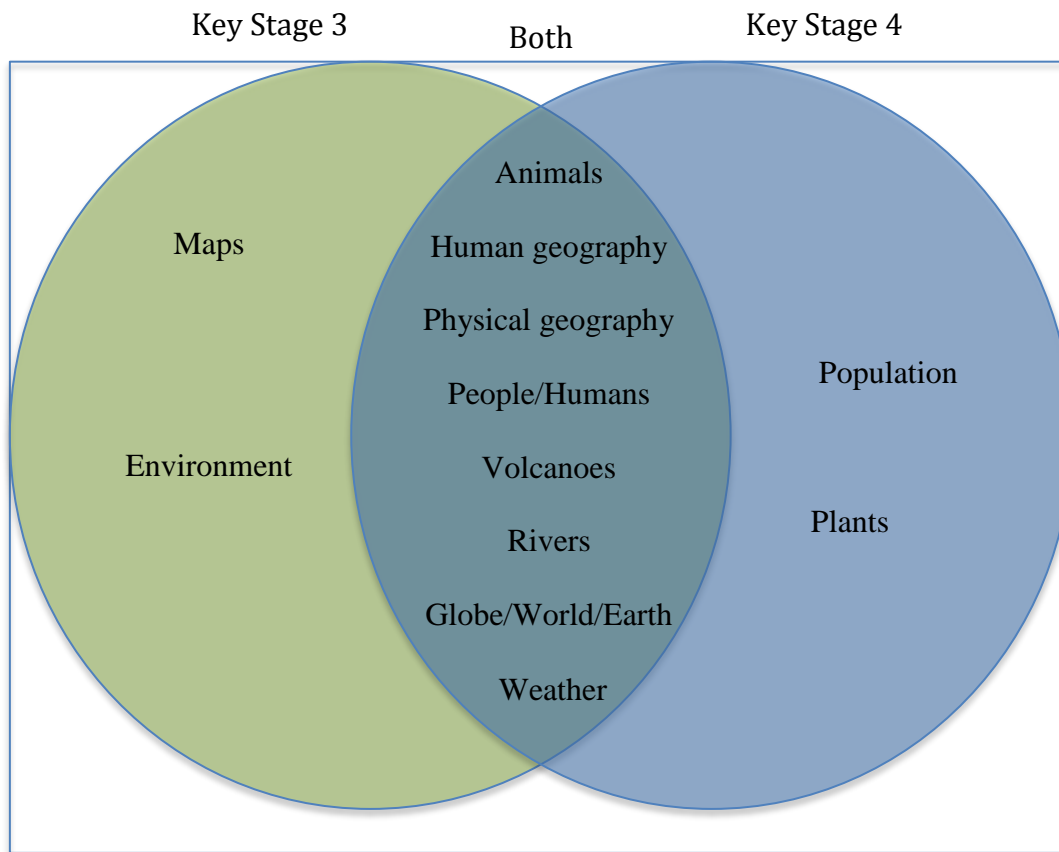 Key Stage 3
Both
Key Stage 4
Maps
Environment
Animals
Human geography
Physical geography
People/Humans
Volcanoes
Rivers
Globe/World/Earth
Weather
Population
Plants